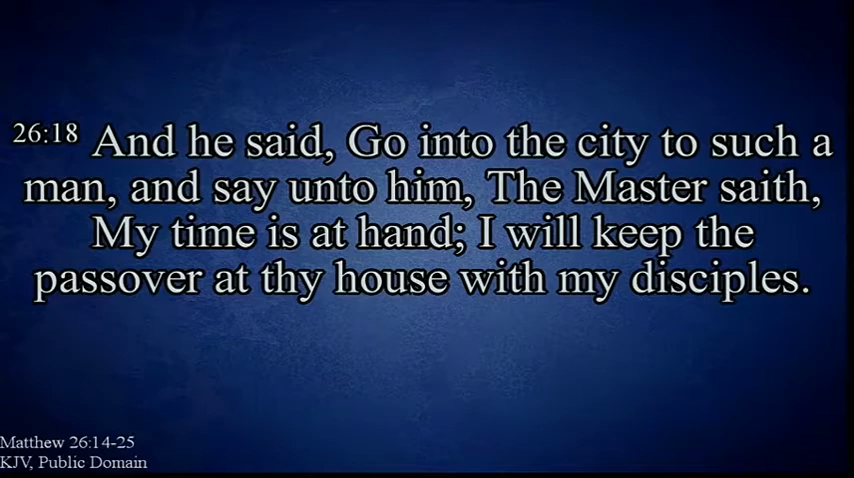 26:18 And he said, Go into the city to such a
man, and say unto him, The Master saith,
My time is at hand; I will keep the
passover at thy house with my disciples.
Matthew 26:14-25
KJV, Public Domain